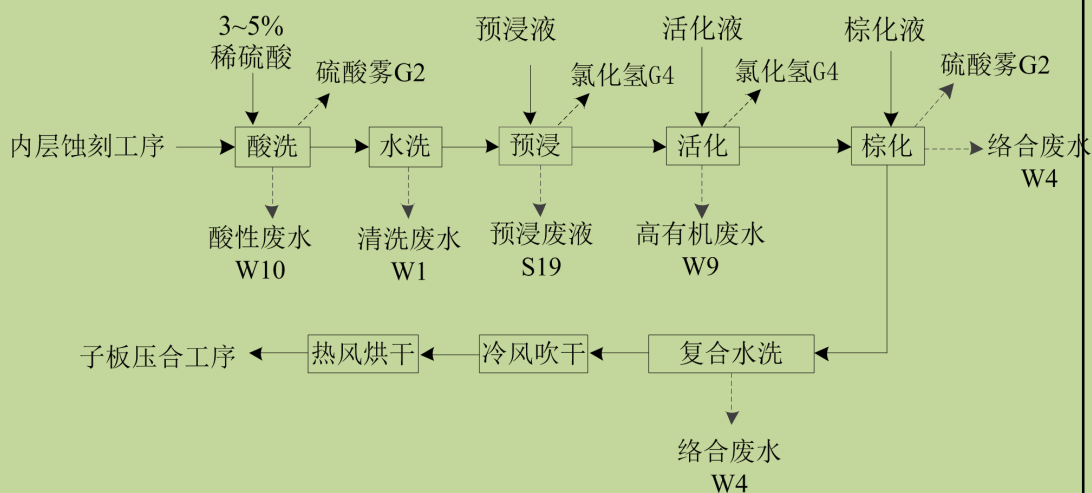 3~5%
稀硫酸
预浸液
活化液
棕化液
硫酸雾G2
氯化氢G4
氯化氢G4
硫酸雾G2
内层蚀刻工序
酸洗
水洗
预浸
活化
棕化
络合废水
W4
酸性废水
W10
清洗废水
W1
预浸废液
S19
高有机废水
W9
子板压合工序
热风烘干
冷风吹干
复合水洗
络合废水
W4